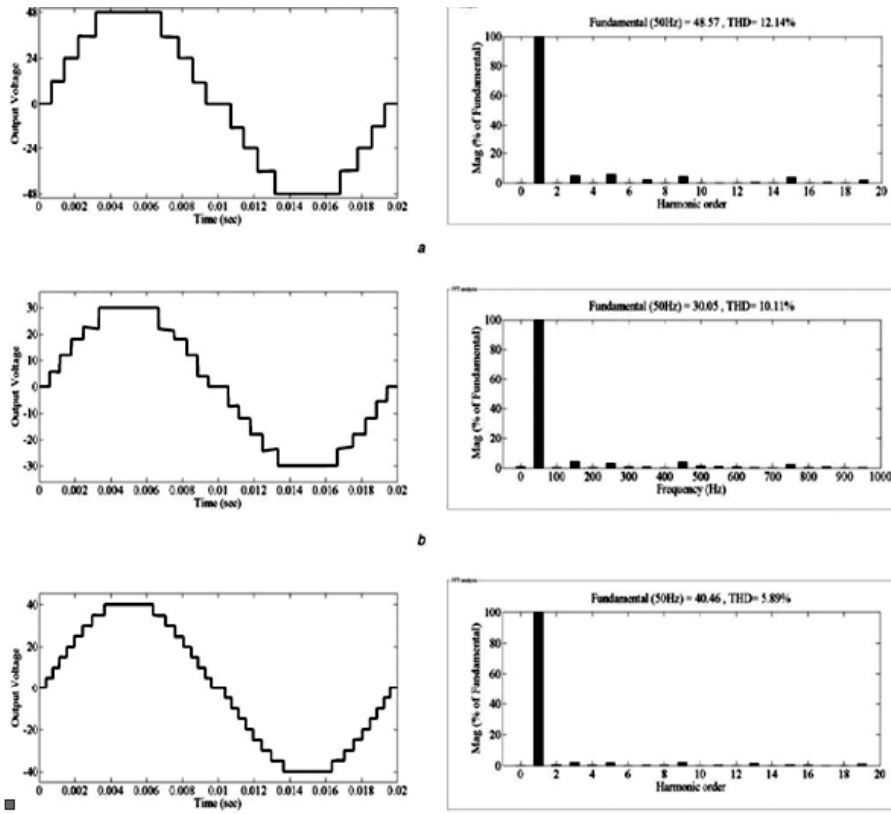 Output Voltage
48
24
0
-24
-48
0 0.002 0.004 0.006 0.008 0.01 0.012 0.014 0.016 0.018 0.02
Time (sec)
Fundamental (50Hz) = 48.57 , THD= 12.14%
Mag (% of Fundamental)
100
80
60
40
20
0
0 2 4 6 8 10 12 14 16 18 20
Harmonic order
a
Output Voltage
30
20
10
0
-10
-20
-30
0 0.002 0.004 0.006 0.008 0.01 0.012 0.014 0.016 0.018 0.02
Time (sec)
FFT analysis
Fundamental (50Hz) = 30.05 , THD= 10.11%
Mag (% of Fundamental)
100
80
60
40
20
0
0 100 200 300 400 500 600 700 800 900 1000
Frequency (Hz)
b
Output Voltage
40
20
0
-20
-40
0 0.002 0.004 0.006 0.008 0.01 0.012 0.014 0.016 0.018 0.02
Time (sec)
FFT analysis
Fundamental (50Hz) = 40.46 , THD= 5.89%
Mag (% of Fundamental)
100
80
60
40
20
0
0 2 4 6 8 10 12 14 16 18 20
Harmonic order